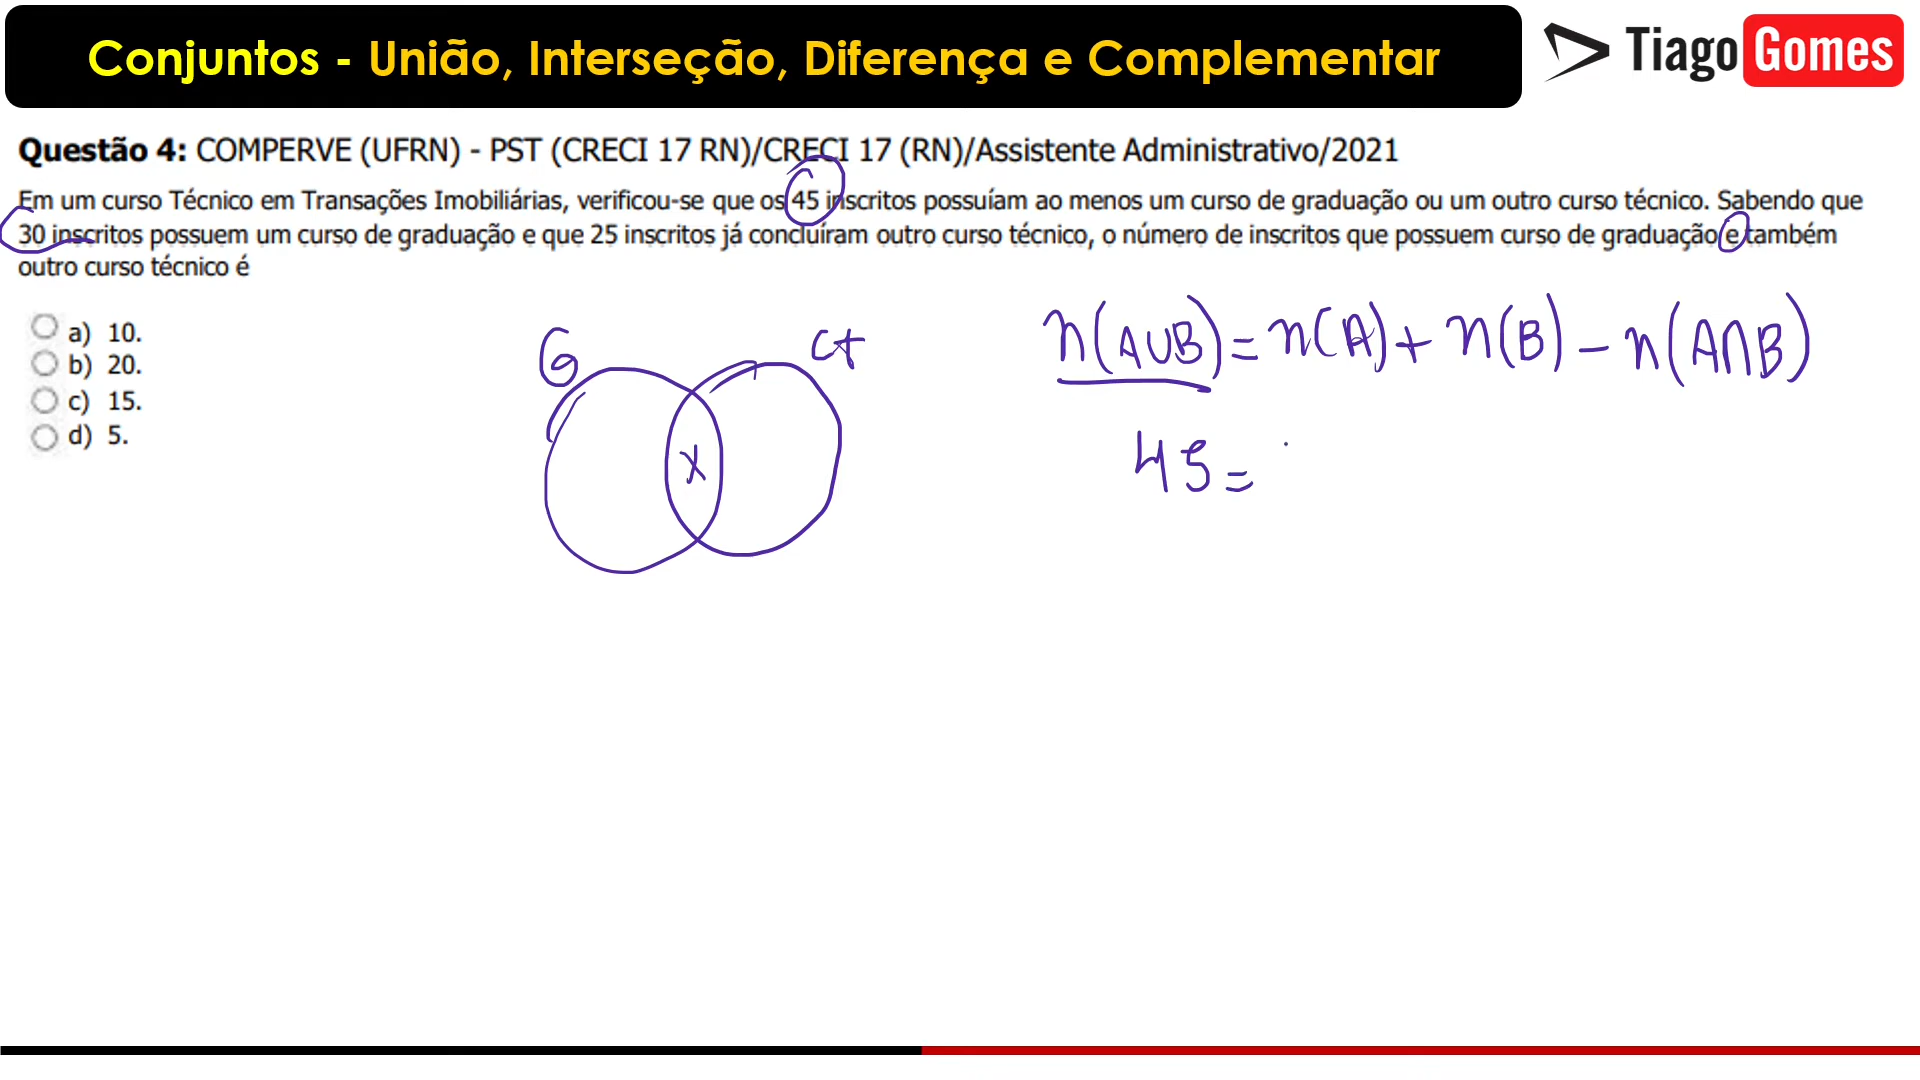 Conjuntos - União, Interseção, Diferença e Complementar
Tiago Gomes
Questão 4: COMPERVE (UFRN) - PST (CRECI 17 RN)/CRECI 17 (RN)/Assistente Administrativo/2021
Em um curso Técnico em Transações Imobiliárias, verificou-se que os 45 inscritos possuíam ao menos um curso de graduação ou um outro curso técnico. Sabendo que
30 inscritos possuem um curso de graduação e que 25 inscritos já concluíram outro curso técnico, o número de inscritos que possuem curso de graduação e também
outro curso técnico é
a) 10.
b) 20.
c) 15.
d) 5.
G
Ct
X
n(A∪B) = n(A) + n(B) - n(A∩B)
45 =